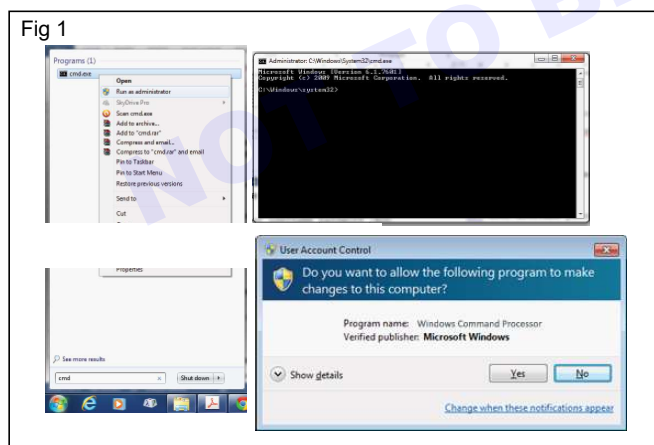 Fig 1
Programs (1)
cmd.exe
Open
Run as administrator
SkyDrive Pro
Scan cmd.exe
Add to archive...
Add to "cmd.rar"
Compress and email...
Compress to "cmd.rar" and email
Pin to Taskbar
Pin to Start Menu
Restore previous versions
Send to
Cut
Administrator: C:\Windows\System32\cmd.exe
Microsoft Windows [Version 6.1.7601]
Copyright (c) 2009 Microsoft Corporation. All rights reserved.
C:\Windows\system32>
Properties
See more results
cmd
Shut down
User Account Control
Do you want to allow the following program to make
changes to this computer?
Program name: Windows Command Processor
Verified publisher: Microsoft Windows
Show details
Yes
No
Change when these notifications appear
NOT TO B